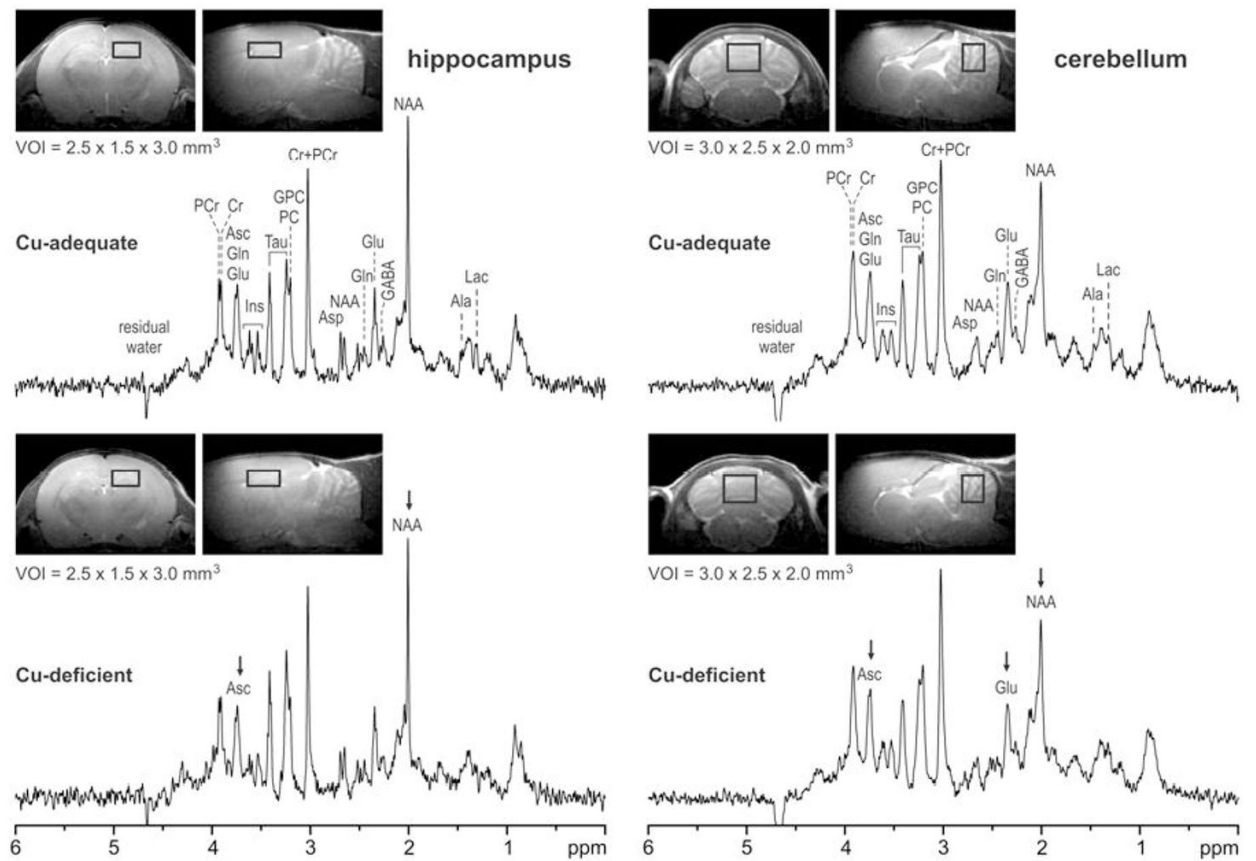 hippocampus
VOI = 2.5 x 1.5 x 3.0 mm³
NAA
Cr+PCr
PCr Cr
GPC
PC
Cu-adequate
Asc
Gln
Glu
Tau
Glu
Gln
GABA
Ins
NAA
Asp
Lac
Ala
residual
water
VOI = 2.5 x 1.5 x 3.0 mm³
NAA
Cu-deficient
Asc
6 5 4 3 2 1 ppm
cerebellum
VOI = 3.0 x 2.5 x 2.0 mm³
Cr+PCr
NAA
PCr Cr
GPC
PC
Cu-adequate
Asc
Gln
Glu
Tau
Glu
Gln
GABA
Ins
NAA
Asp
Lac
Ala
residual
water
VOI = 3.0 x 2.5 x 2.0 mm³
NAA
Cu-deficient
Asc
Glu
6 5 4 3 2 1 ppm